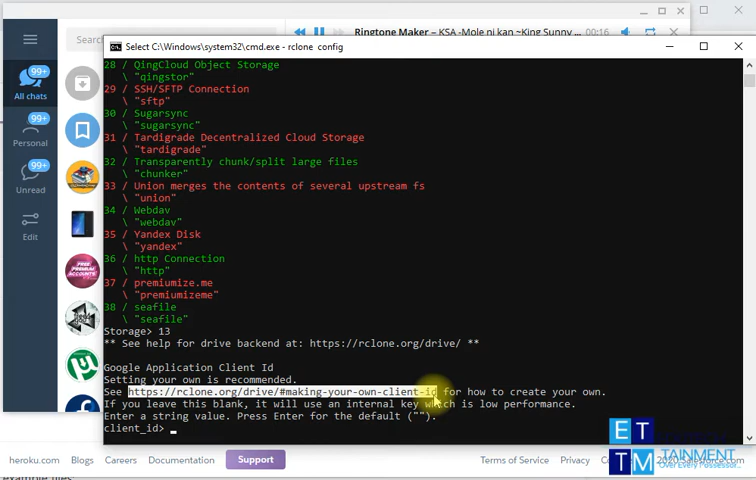 Ringtone Maker – KSA -Mole ni kan ~King Sunny ...
00:16
Select C:\Windows\system32\cmd.exe - rclone config
99+
All chats
99+
Personal
99+
Unread
Edit
28 / QingCloud Object Storage
\ "qingstor"
29 / SSH/SFTP Connection
\ "sftp"
30 / Sugarsync
\ "sugarsync"
31 / Tardigrade Decentralized Cloud Storage
\ "tardigrade"
32 / Transparently chunk/split large files
\ "chunker"
33 / Union merges the contents of several upstream fs
\ "union"
34 / Webdav
\ "webdav"
35 / Yandex Disk
\ "yandex"
36 / http Connection
\ "http"
37 / premiumize.me
\ "premiumizeme"
38 / seafile
\ "seafile"
Storage> 13
** See help for drive backend at: https://rclone.org/drive/ **
Google Application Client Id
Setting your own is recommended.
See https://rclone.org/drive/#making-your-own-client-id for how to create your own.
If you leave this blank, it will use an internal key which is low performance.
Enter a string value. Press Enter for the default ("").
client_id>
heroku.com Blogs Careers Documentation Support
Terms of Service Privacy
2020 Salesforce.com
ET
TM
TAINMENT